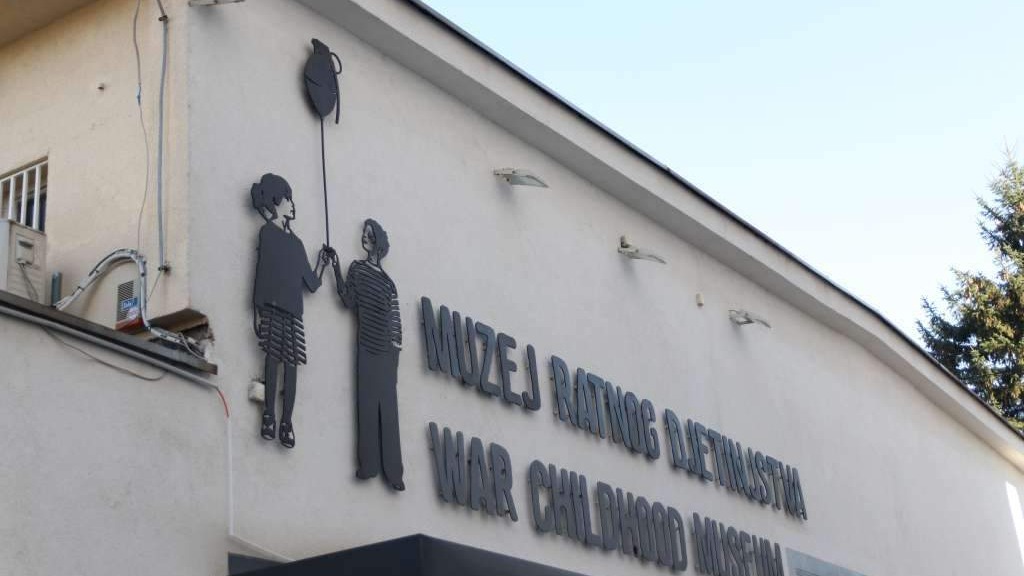 MUZEJ RATNOG DJETINJSTVA
WAR CHILDHOOD MUSEUM